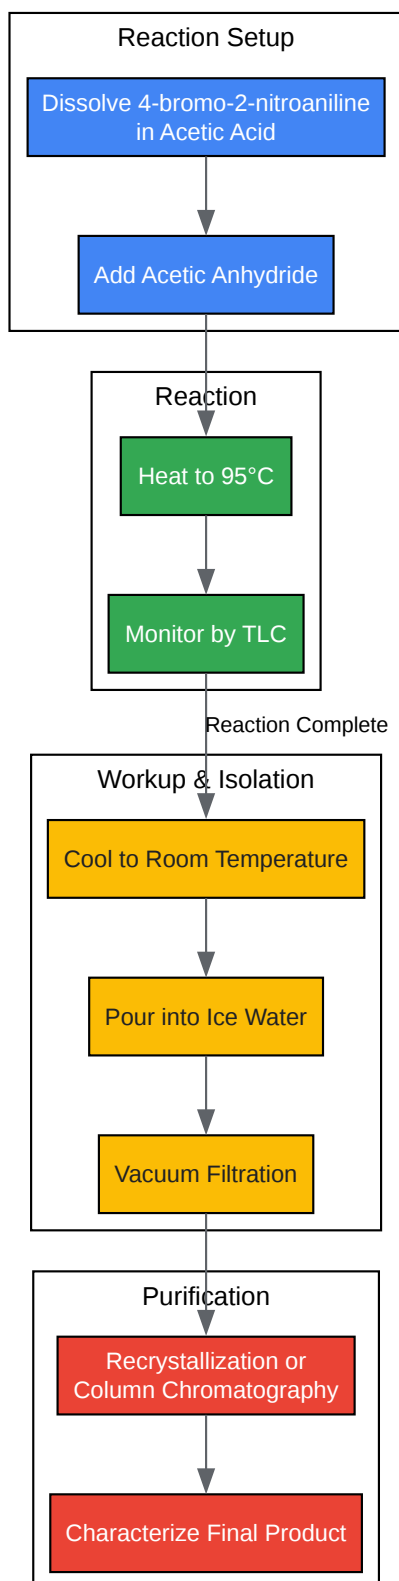 Reaction Setup
Dissolve 4-bromo-2-nitroaniline
in Acetic Acid
Add Acetic Anhydride
Reaction
Heat to 95°C
Monitor by TLC
Reaction Complete
Workup & Isolation
Cool to Room Temperature
Pour into Ice Water
Vacuum Filtration
Purification
Recrystallization or
Column Chromatography
Characterize Final Product